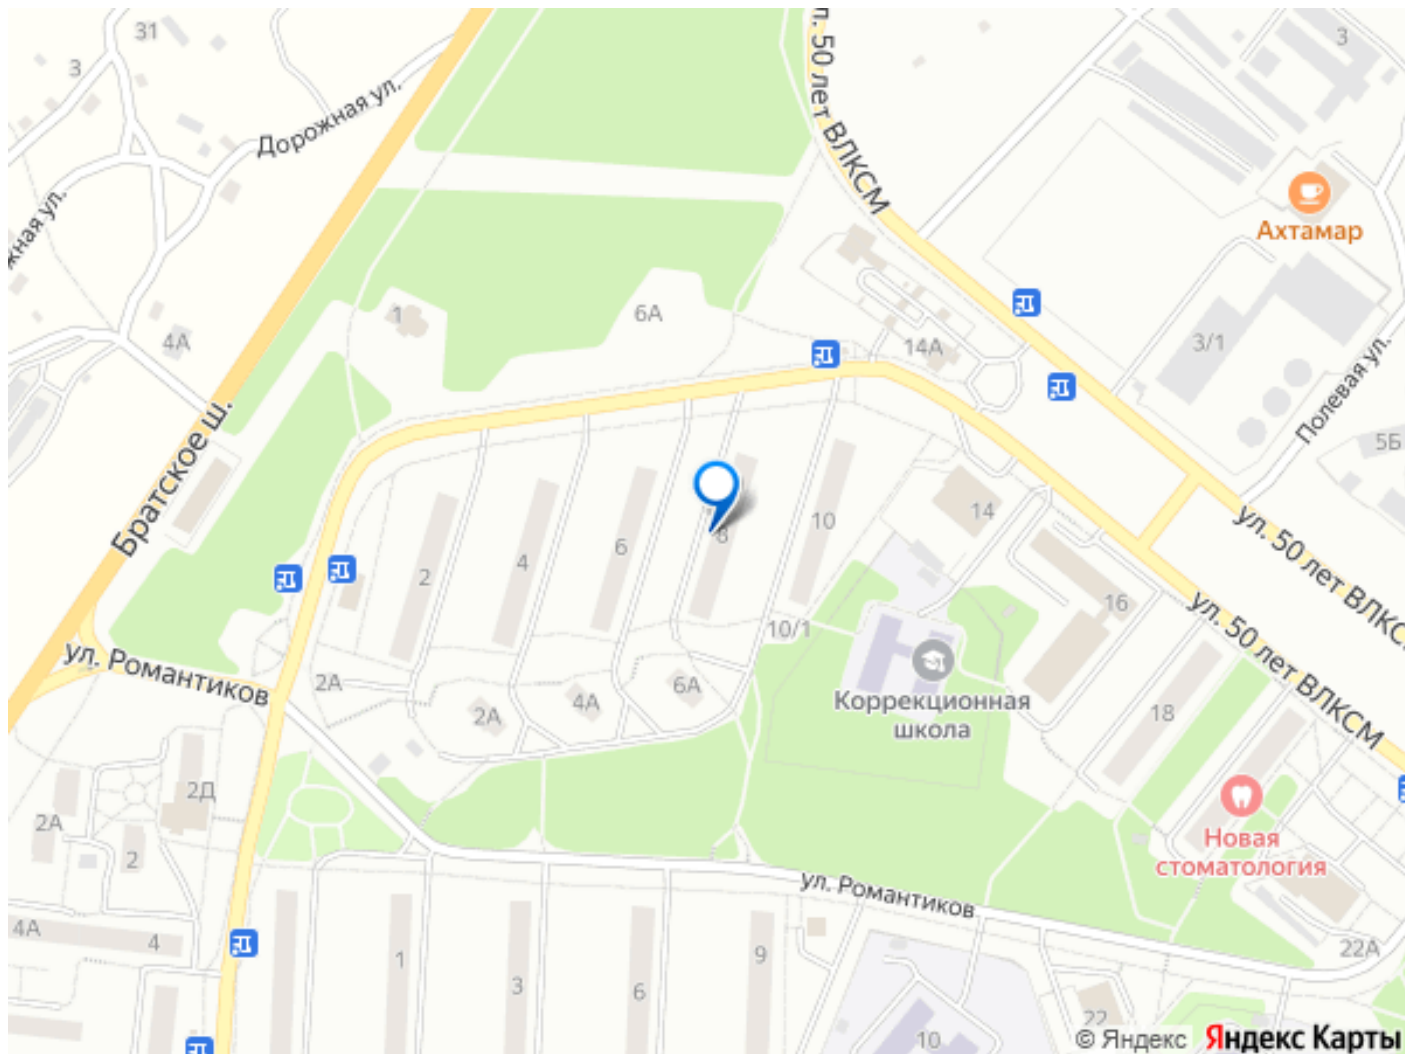 31
3
Дорожная ул.
жная ул.
4А
Братское ш.
ул. Романтиков
л. 50 лет ВЛКСМ
3
Ахтамар
3/1
Полевая ул.
5Б
1
6А
14А
2
4
6
8
10
14
16
10/1
ул. 50 лет ВЛКС
ул. 50 лет ВЛКСМ
Коррекционная
школа
2А
2А
4А
6А
18
Новая
стоматология
2Д
2А
2
4А
4
ул. Романтиков
1
3
6
9
10
22
22А
© Яндекс Яндекс Карты